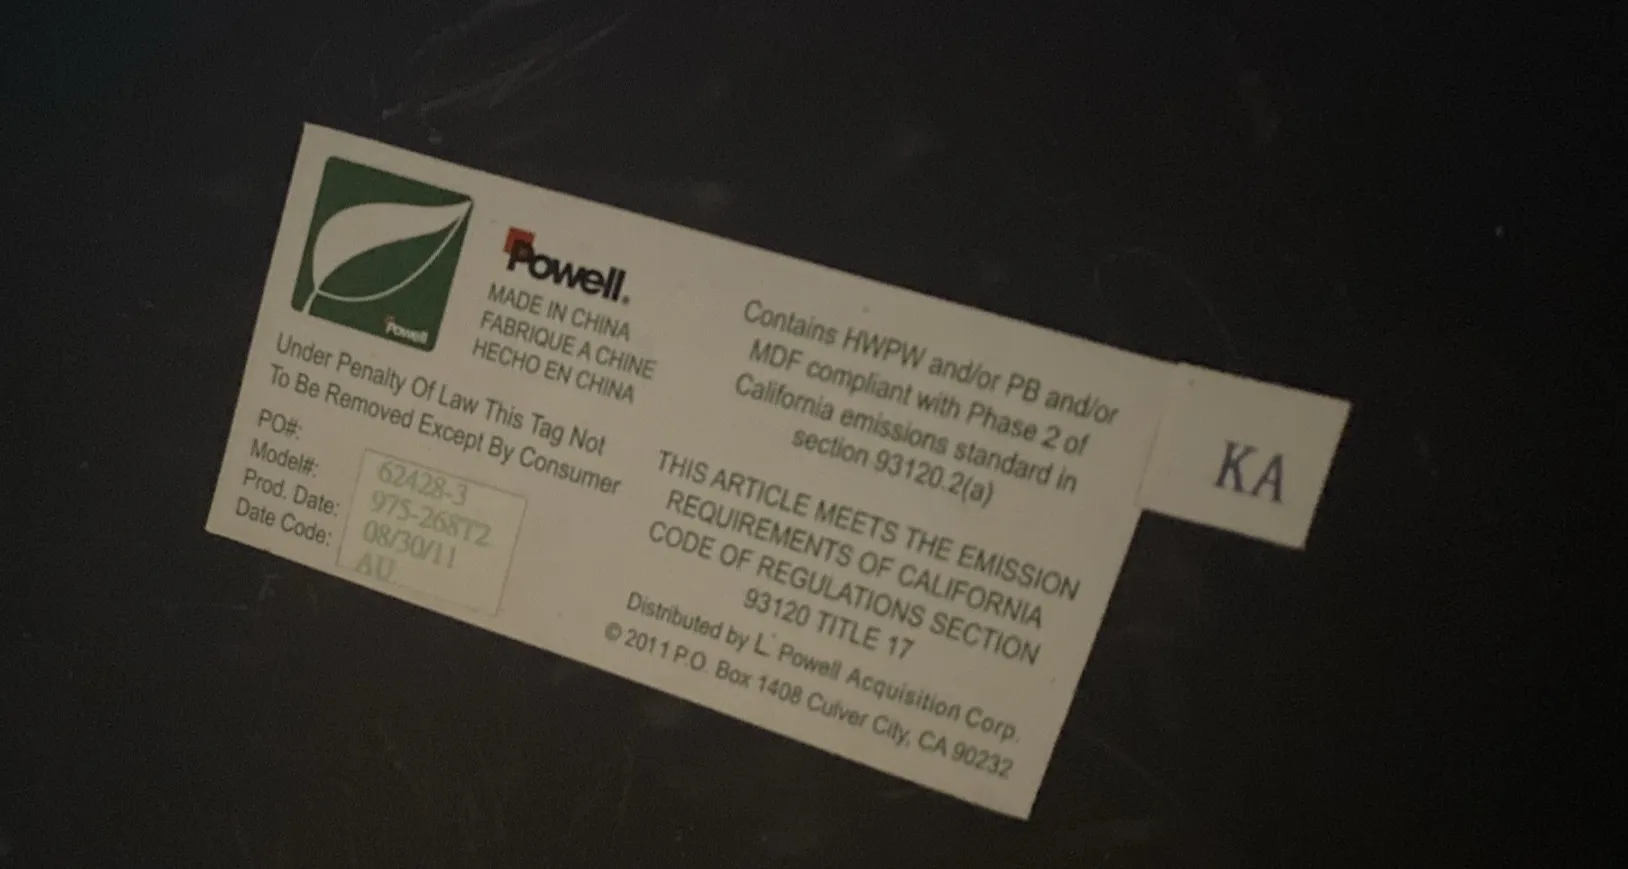 Powell
Powell.
MADE IN CHINA
FABRIQUE A CHINE
HECHO EN CHINA
Under Penalty Of Law This Tag Not
To Be Removed Except By Consumer
PO#: 62428-3
Model#: 975-268T2
Prod. Date: 08/30/11
Date Code: AU
Contains HWPW and/or PB and/or
MDF compliant with Phase 2 of
California emissions standard in
section 93120.2(a)
THIS ARTICLE MEETS THE EMISSION
REQUIREMENTS OF CALIFORNIA
CODE OF REGULATIONS SECTION
93120 TITLE 17
Distributed by L. Powell Acquisition Corp.
© 2011 P.O. Box 1408 Culver City, CA 90232
KA